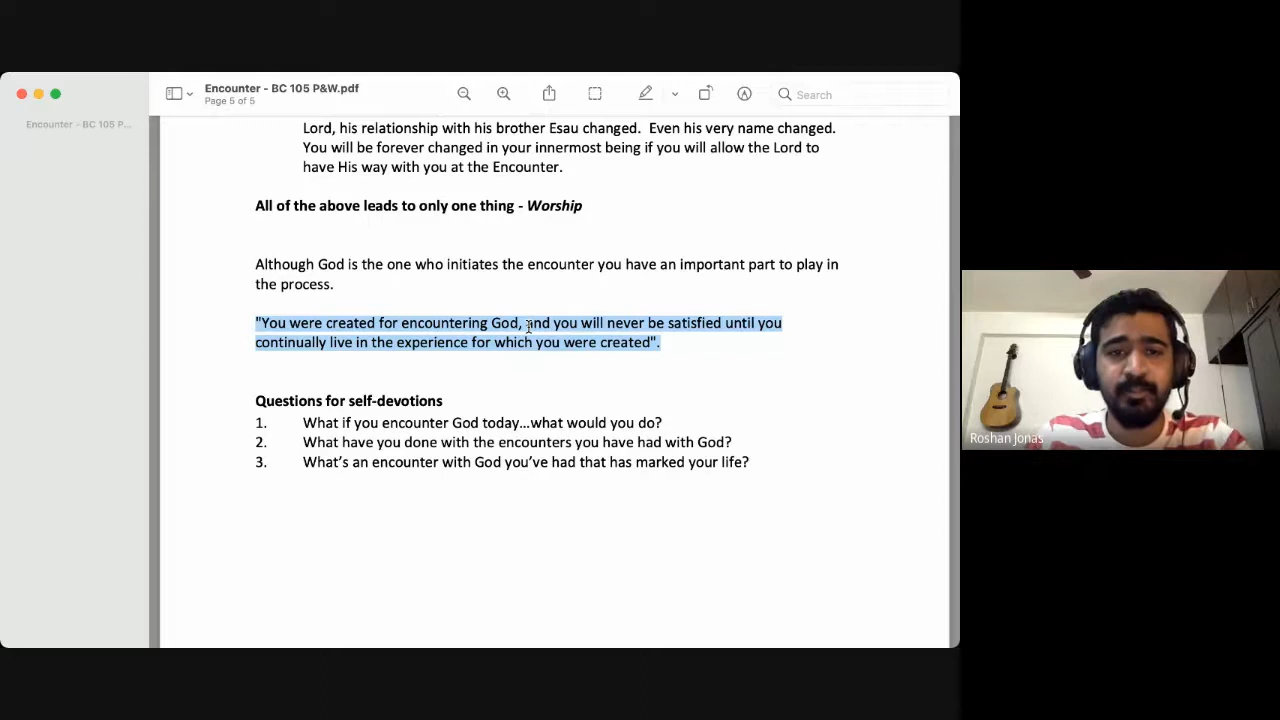 Encounter - BC 105 P&W.pdf
Page 5 of 5
Search
Encounter - BC 105 P...
Lord, his relationship with his brother Esau changed.  Even his very name changed.
You will be forever changed in your innermost being if you will allow the Lord to
have His way with you at the Encounter.
All of the above leads to only one thing - Worship
Although God is the one who initiates the encounter you have an important part to play in
the process.
"You were created for encountering God, and you will never be satisfied until you
continually live in the experience for which you were created".
Questions for self-devotions
1. What if you encounter God today…what would you do?
2. What have you done with the encounters you have had with God?
3. What’s an encounter with God you’ve had that has marked your life?
Roshan Jonas